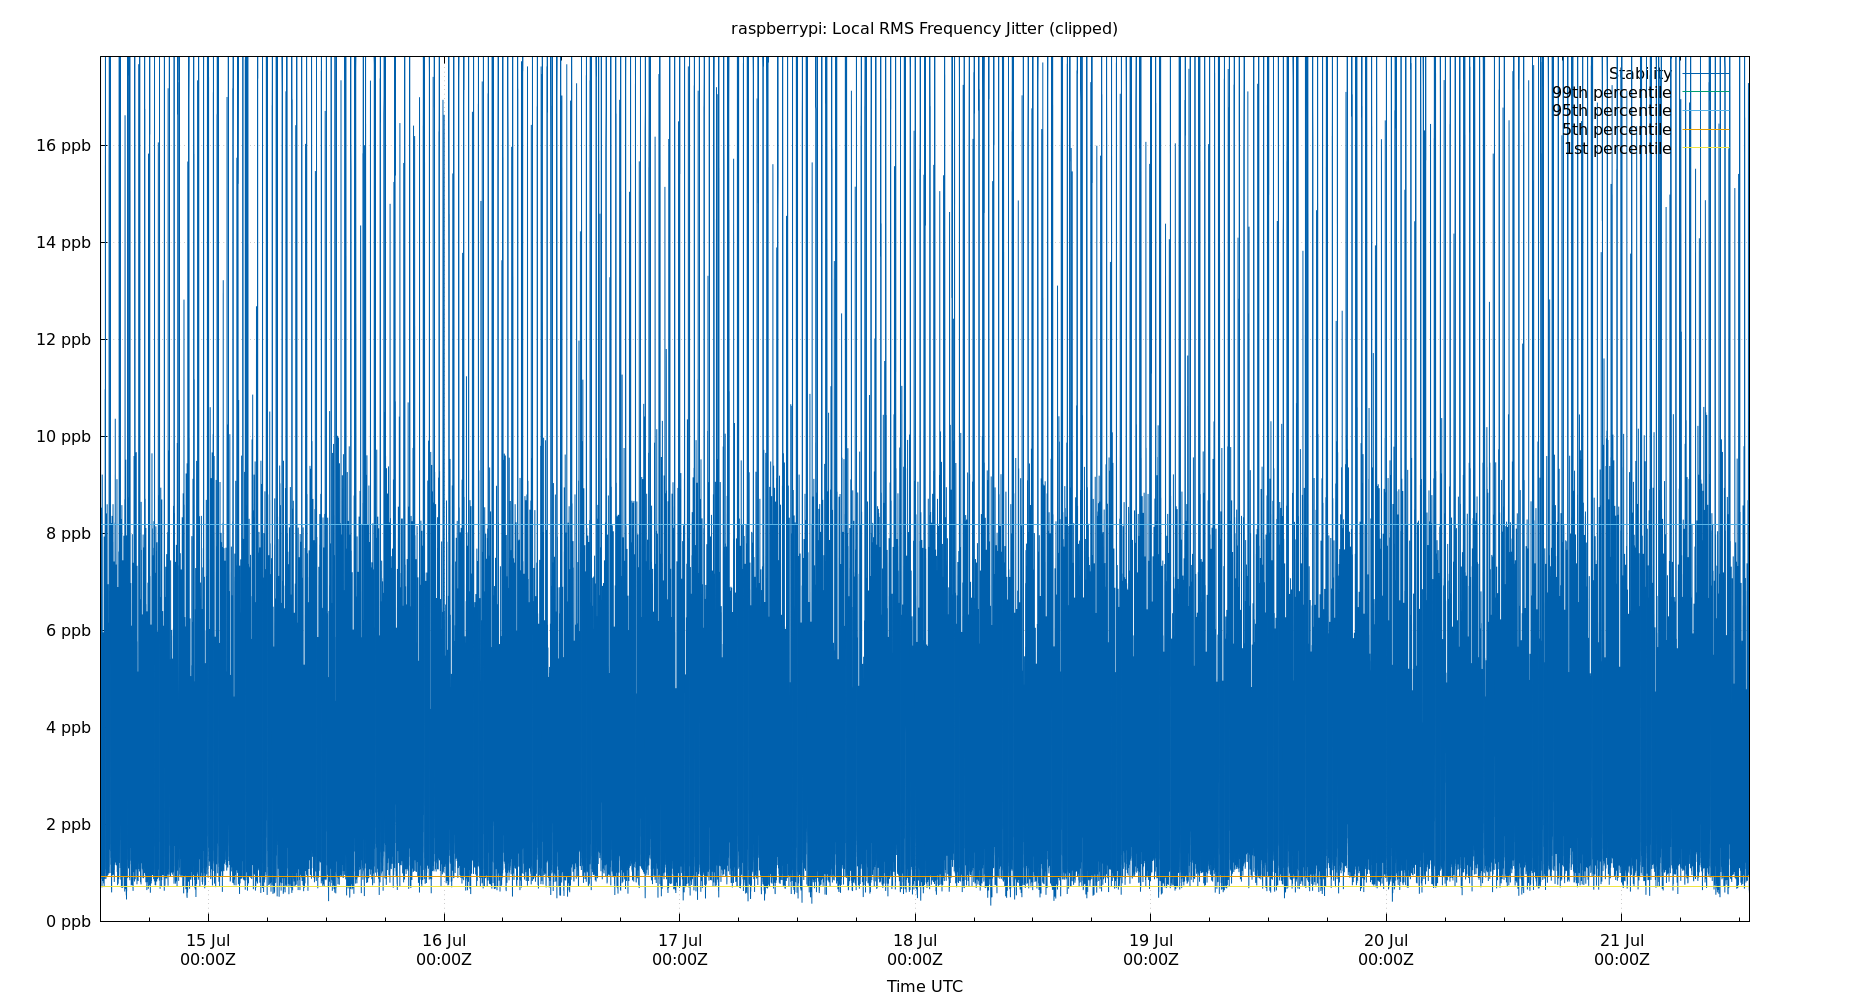 raspberrypi: Local RMS Frequency Jitter (clipped)
Stability
99th percentile
95th percentile
5th percentile
1st percentile
16 ppb
14 ppb
12 ppb
10 ppb
8 ppb
6 ppb
4 ppb
2 ppb
0 ppb
15 Jul 16 Jul 17 Jul 18 Jul 19 Jul 20 Jul 21 Jul
00:00Z 00:00Z 00:00Z 00:00Z 00:00Z 00:00Z 00:00Z
Time UTC